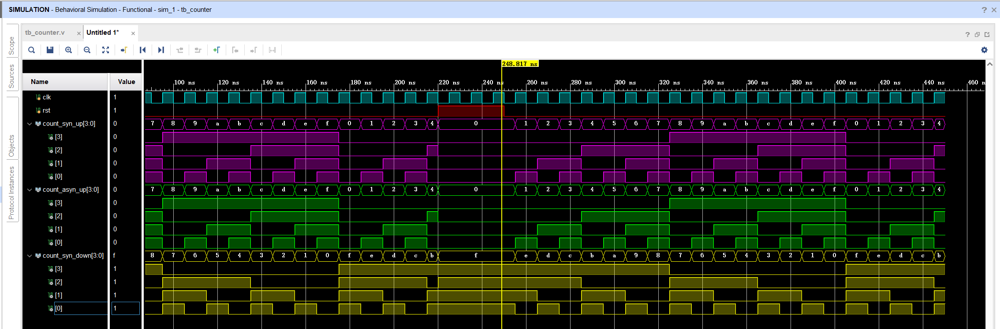 SIMULATION - Behavioral Simulation - Functional - sim_1 - tb_counter
Scope
Sources
Objects
Protocol Instances
tb_counter.v
Untitled 1*
248.817 ns
Name Value
100 ns 120 ns 140 ns 160 ns 180 ns 200 ns 220 ns 240 ns 260 ns 280 ns 300 ns 320 ns 340 ns 360 ns 380 ns 400 ns 420 ns 440 ns 460 n
clk 1
rst 1
count_syn_up[3:0] 0 7 8 9 a b c d e f 0 1 2 3 4 0 1 2 3 4 5 6 7 8 9 a b c d e f 0 1 2 3 4
[3] 0
[2] 0
[1] 0
[0] 0
count_asyn_up[3:0] 0 7 8 9 a b c d e f 0 1 2 3 4 0 1 2 3 4 5 6 7 8 9 a b c d e f 0 1 2 3 4
[3] 0
[2] 0
[1] 0
[0] 0
count_syn_down[3:0] f 8 7 6 5 4 3 2 1 0 f e d c b f e d c b a 9 8 7 6 5 4 3 2 1 0 f e d c b
[3] 1
[2] 1
[1] 1
[0] 1